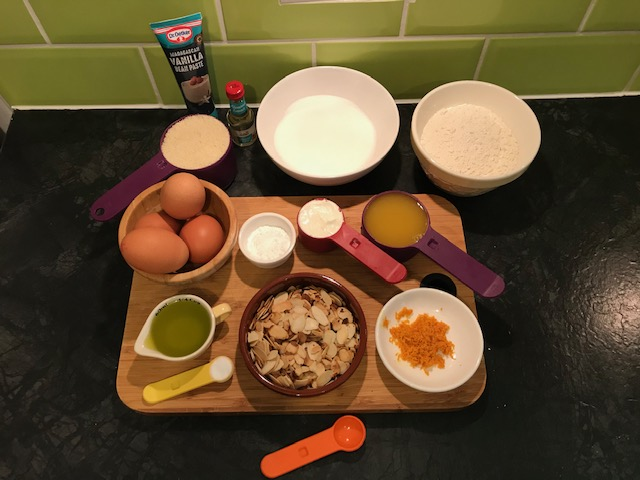 Dr. Oetker
MADAGASCAN
VANILLA
BEAN PASTE